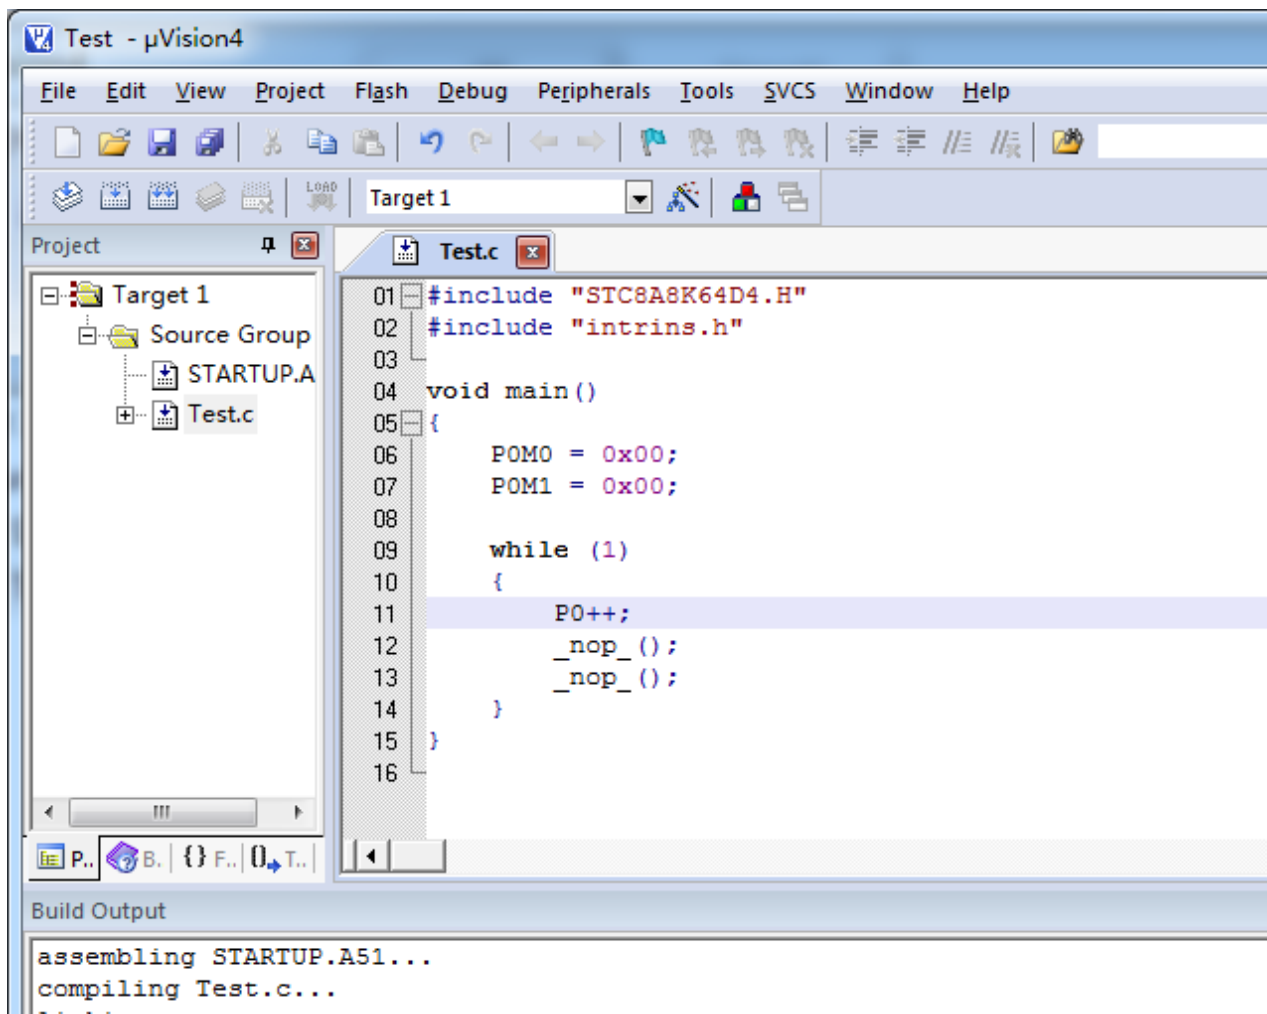 Test - µVision4
File Edit View Project Flash Debug Peripherals Tools SVCS Window Help
LOAD
Target 1
Project
Test.c
Target 1
Source Group
STARTUP.A
Test.c
01 #include "STC8A8K64D4.H"
02 #include "intrins.h"
03
04 void main()
05 {
06 P0M0 = 0x00;
07 P0M1 = 0x00;
08
09 while (1)
10 {
11 P0++;
12 _nop_();
13 _nop_();
14 }
15 }
16
P.. B. {} F.. 0 T..
Build Output
assembling STARTUP.A51...
compiling Test.c...